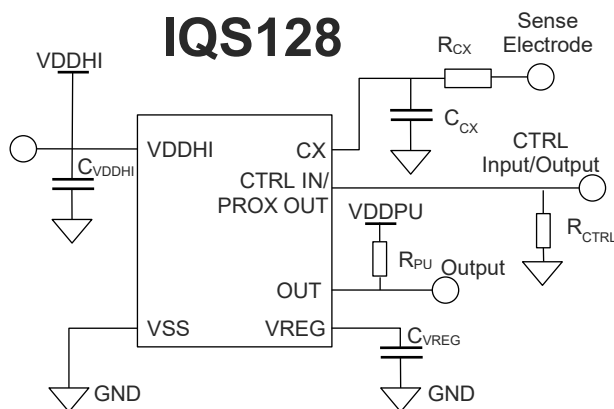 IQS128
Sense
Electrode
VDDHI
RCX
CCX
CTRL
Input/Output
VDDHI
CVDDHI
CX
CTRL IN/
PROX OUT
VDDPU
RCTRL
RPU
Output
OUT
VSS
VREG
CVREG
GND
GND